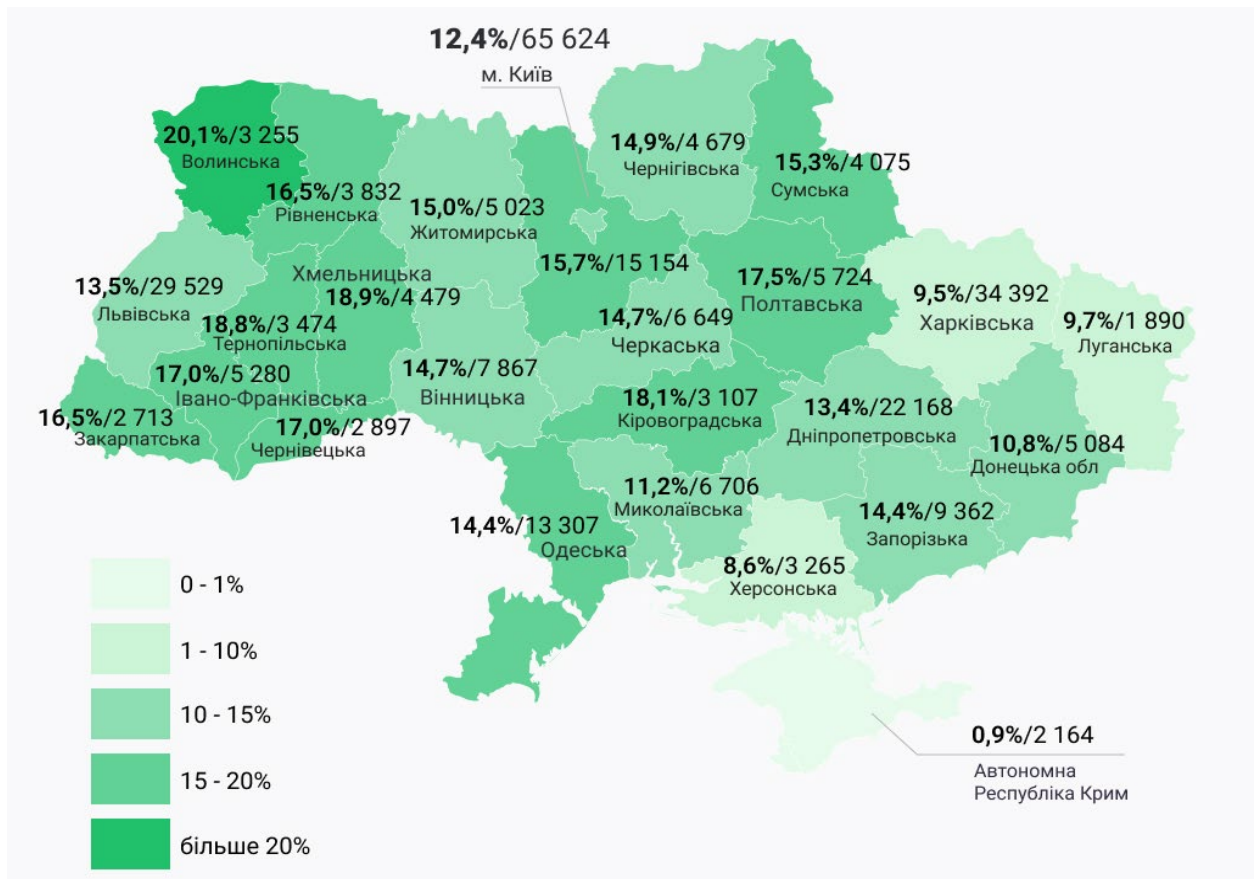 12,4%/65 624
м. Київ
20,1%/3 255
Волинська
14,9%/4 679
Чернігівська
15,3%/4 075
Сумська
16,5%/3 832
Рівненська
15,0%/5 023
Житомирська
15,7%/15 154
Хмельницька
18,9%/4 479
17,5%/5 724
Полтавська
13,5%/29 529
Львівська
9,5%/34 392
Харківська
9,7%/1 890
Луганська
18,8%/3 474
Тернопільська
14,7%/6 649
Черкаська
17,0%/5 280
Івано-Франківська
14,7%/7 867
Вінницька
18,1%/3 107
Кіровоградська
13,4%/22 168
Дніпропетровська
16,5%/2 713
Закарпатська
17,0%/2 897
Чернівецька
10,8%/5 084
Донецька обл
11,2%/6 706
Миколаївська
14,4%/9 362
Запорізька
14,4%/13 307
Одеська
8,6%/3 265
Херсонська
0,9%/2 164
Автономна
Республіка Крим
0 - 1%
1 - 10%
10 - 15%
15 - 20%
більше 20%